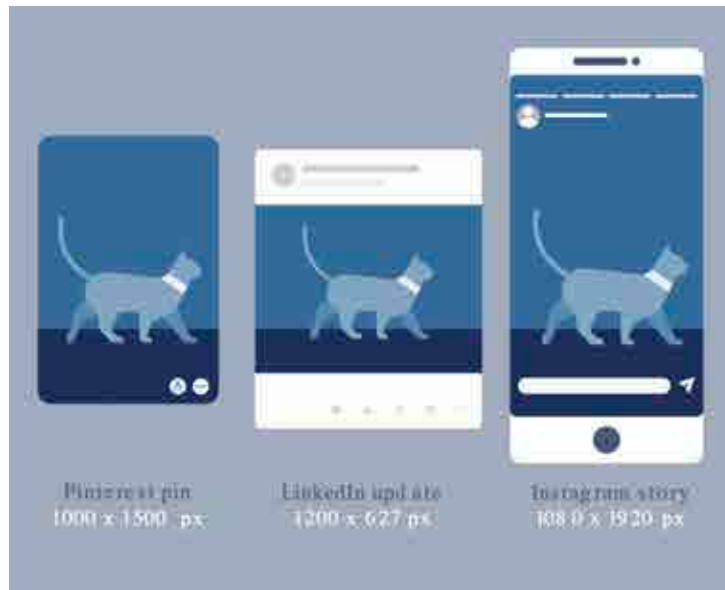 Pinterest pin
1000 x 1500 px
LinkedIn update
1200 x 627 px
Instagram story
1080 x 1920 px